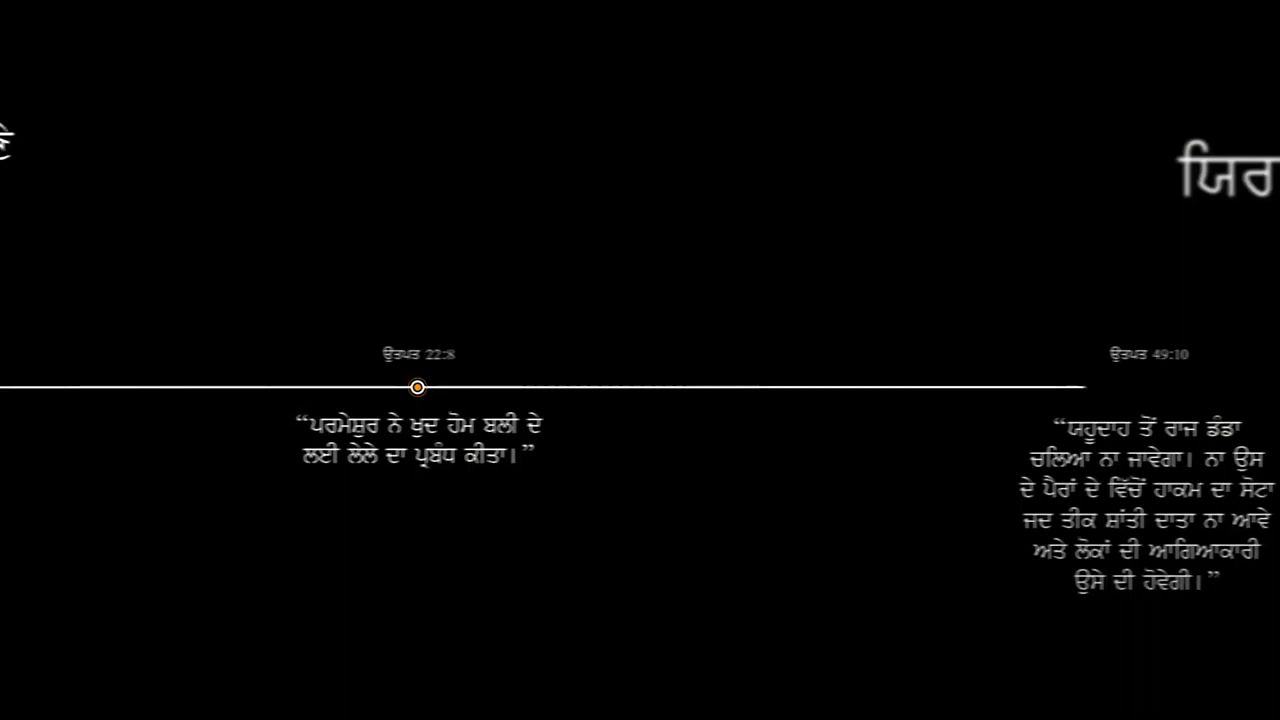 ਉਤਪਤ 22:8
“ਪਰਮੇਸ਼ੁਰ ਨੇ ਖੁਦ ਹੋਮ ਬਲੀ ਦੇ
ਲਈ ਲੇਲੇ ਦਾ ਪ੍ਰਬੰਧ ਕੀਤਾ।”
ਉਤਪਤ 49:10
“ਯਹੂਦਾਹ ਤੋਂ ਰਾਜ ਡੰਡਾ
ਚਲਿਆ ਨਾ ਜਾਵੇਗਾ। ਨਾ ਉਸ
ਦੇ ਪੈਰਾਂ ਦੇ ਵਿੱਚੋਂ ਹਾਕਮ ਦਾ ਸੋਟਾ
ਜਦ ਤੀਕ ਸ਼ਾਂਤੀ ਦਾਤਾ ਨਾ ਆਵੇ
ਅਤੇ ਲੋਕਾਂ ਦੀ ਆਗਿਆਕਾਰੀ
ਉਸੇ ਦੀ ਹੋਵੇਗੀ।”